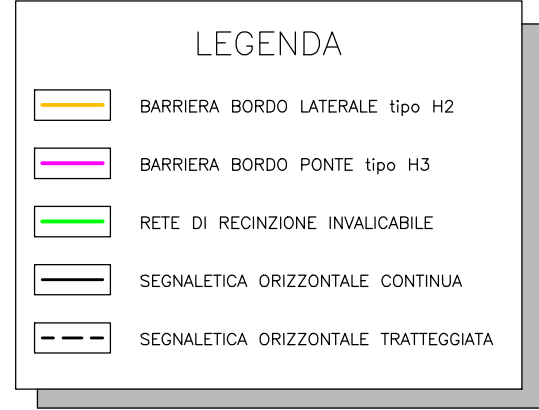 LEGENDA
BARRIERA BORDO LATERALE tipo H2
BARRIERA BORDO PONTE tipo H3
RETE DI RECINZIONE INVALICABILE
SEGNALETICA ORIZZONTALE CONTINUA
SEGNALETICA ORIZZONTALE TRATTEGGIATA